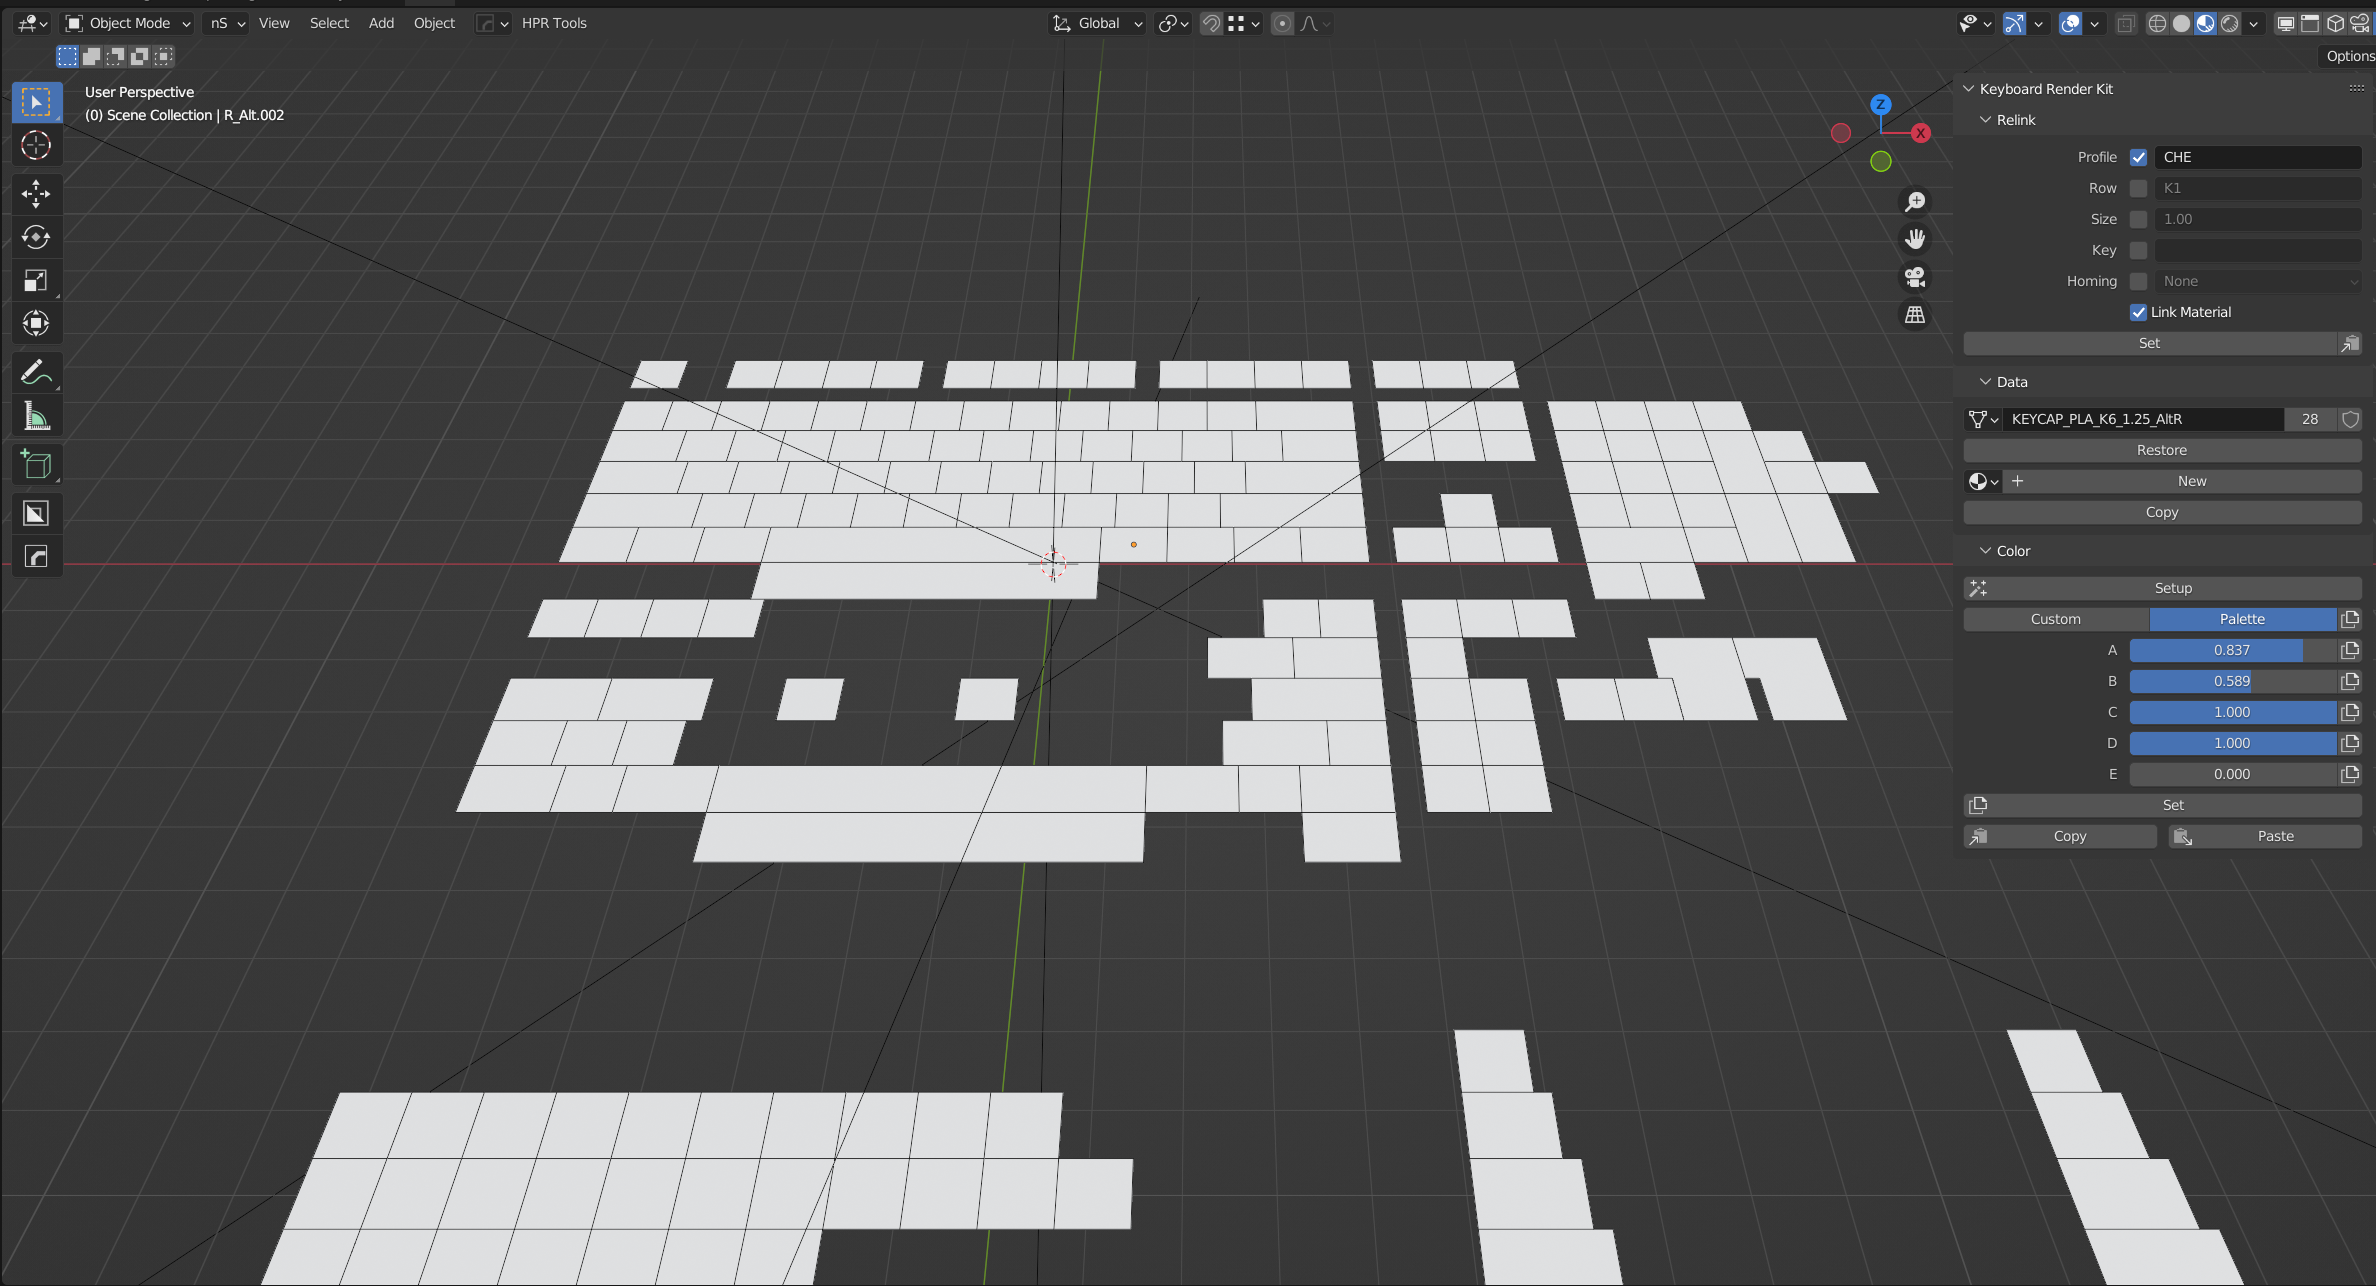 Object Mode nS View Select Add Object HPR Tools Global
Options
User Perspective
(0) Scene Collection | R_Alt.002
Z
X
Keyboard Render Kit
Relink
Profile CHE
Row K1
Size 1.00
Key
Homing None
Link Material
Set
Data
KEYCAP_PLA_K6_1.25_AltR 28
Restore
New
Copy
Color
Setup
Custom Palette
A 0.837
B 0.589
C 1.000
D 1.000
E 0.000
Set
Copy Paste